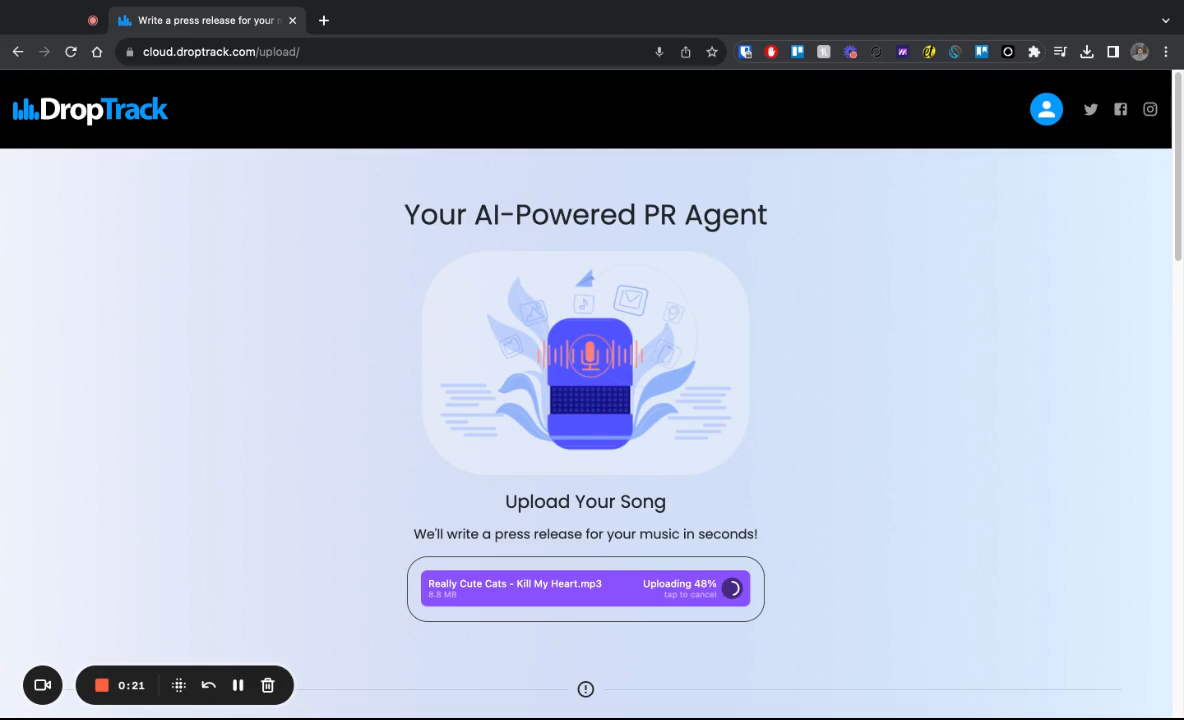 Write a press release for your n
cloud.droptrack.com/upload/
DropTrack
Your AI-Powered PR Agent
Upload Your Song
We'll write a press release for your music in seconds!
Really Cute Cats - Kill My Heart.mp3
Uploading 48%
8.8 MB
tap to cancel
0:21